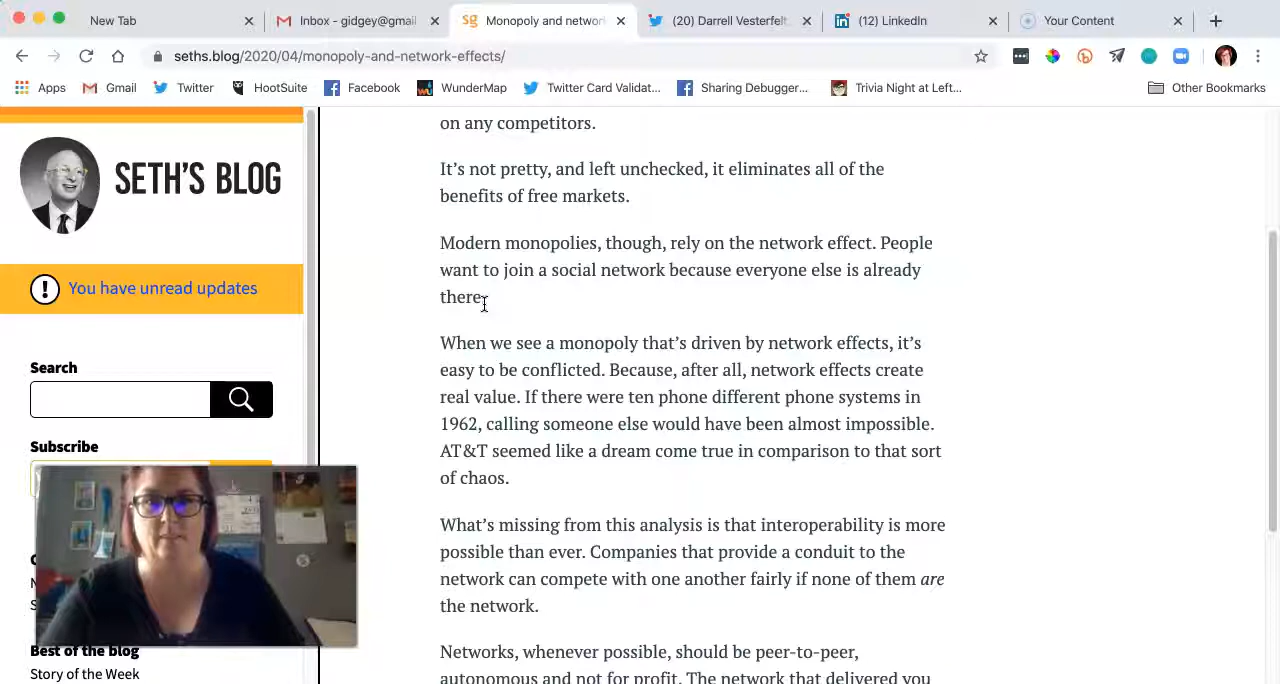 New Tab
Inbox - gidgey@gmail
Monopoly and networ
(20) Darrell Vesterfelt
(12) LinkedIn
Your Content
seths.blog/2020/04/monopoly-and-network-effects/
Apps
Gmail
Twitter
HootSuite
Facebook
WunderMap
Twitter Card Validat...
Sharing Debugger...
Trivia Night at Left...
Other Bookmarks
SETH'S BLOG
You have unread updates
Search
Subscribe
Best of the blog
Story of the Week
on any competitors.
It's not pretty, and left unchecked, it eliminates all of the
benefits of free markets.
Modern monopolies, though, rely on the network effect. People
want to join a social network because everyone else is already
there.
When we see a monopoly that's driven by network effects, it's
easy to be conflicted. Because, after all, network effects create
real value. If there were ten phone different phone systems in
1962, calling someone else would have been almost impossible.
AT&T seemed like a dream come true in comparison to that sort
of chaos.
What's missing from this analysis is that interoperability is more
possible than ever. Companies that provide a conduit to the
network can compete with one another fairly if none of them are
the network.
Networks, whenever possible, should be peer-to-peer,
autonomous and not for profit. The network that delivered you